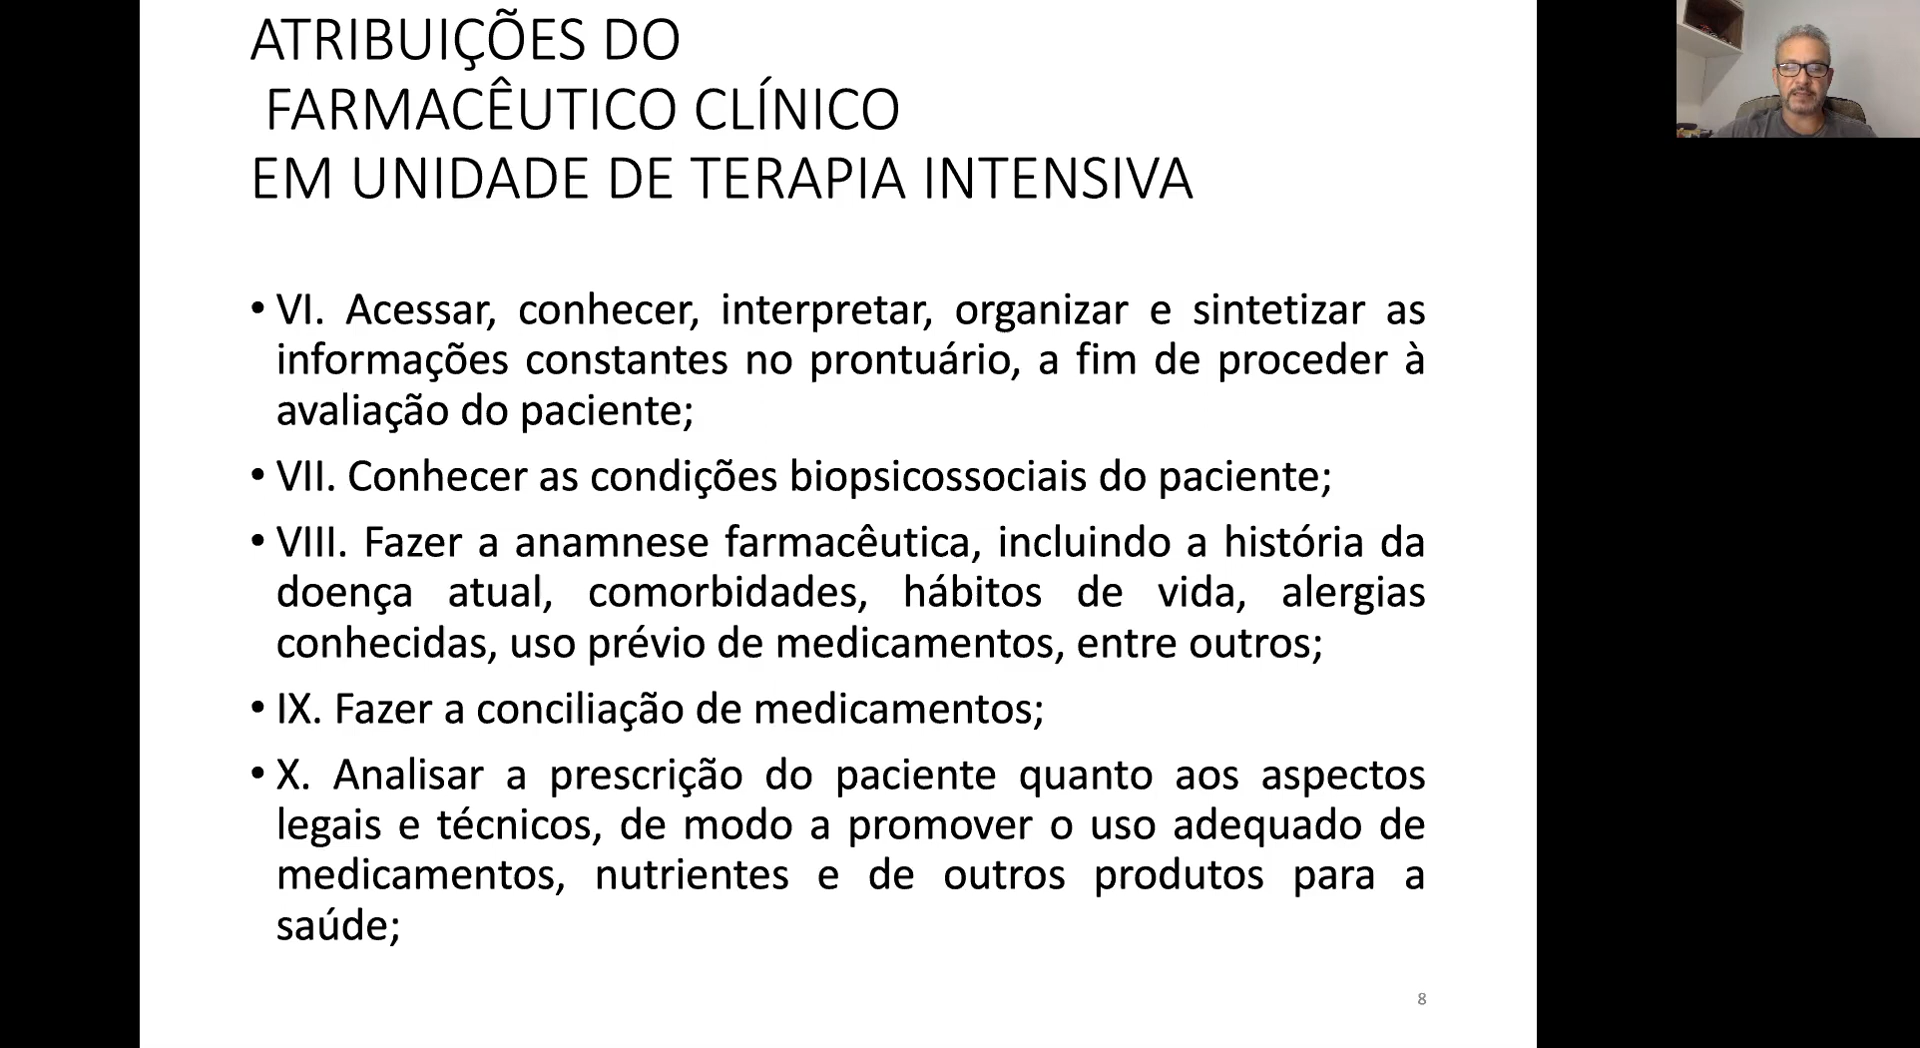 ATRIBUIÇÕES DO
FARMACÊUTICO CLÍNICO
EM UNIDADE DE TERAPIA INTENSIVA
• VI. Acessar, conhecer, interpretar, organizar e sintetizar as
informações constantes no prontuário, a fim de proceder à
avaliação do paciente;
• VII. Conhecer as condições biopsicossociais do paciente;
• VIII. Fazer a anamnese farmacêutica, incluindo a história da
doença atual, comorbidades, hábitos de vida, alergias
conhecidas, uso prévio de medicamentos, entre outros;
• IX. Fazer a conciliação de medicamentos;
• X. Analisar a prescrição do paciente quanto aos aspectos
legais e técnicos, de modo a promover o uso adequado de
medicamentos, nutrientes e de outros produtos para a
saúde;
8